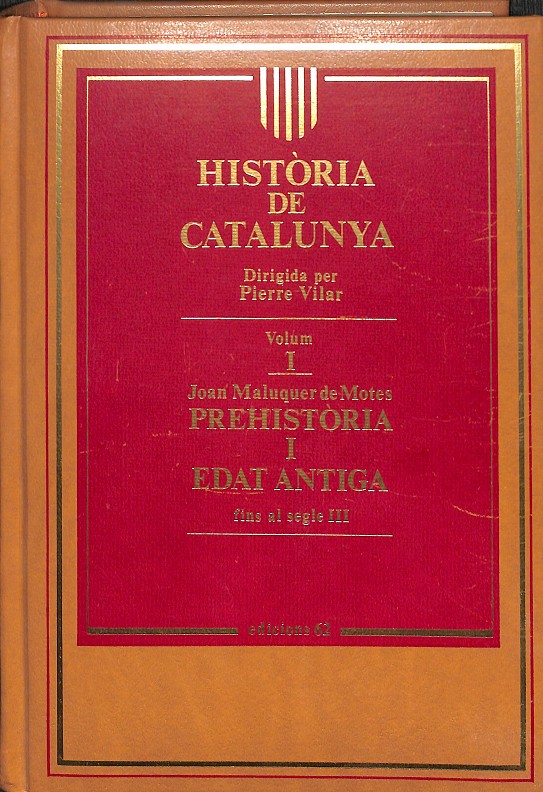 HISTÒRIA
DE
CATALUNYA
Dirigida per
Pierre Vilar
Volum
I
Joan Maluquer de Motes
PREHISTÒRIA
I
EDAT ANTIGA
fins al segle III
edicions 62